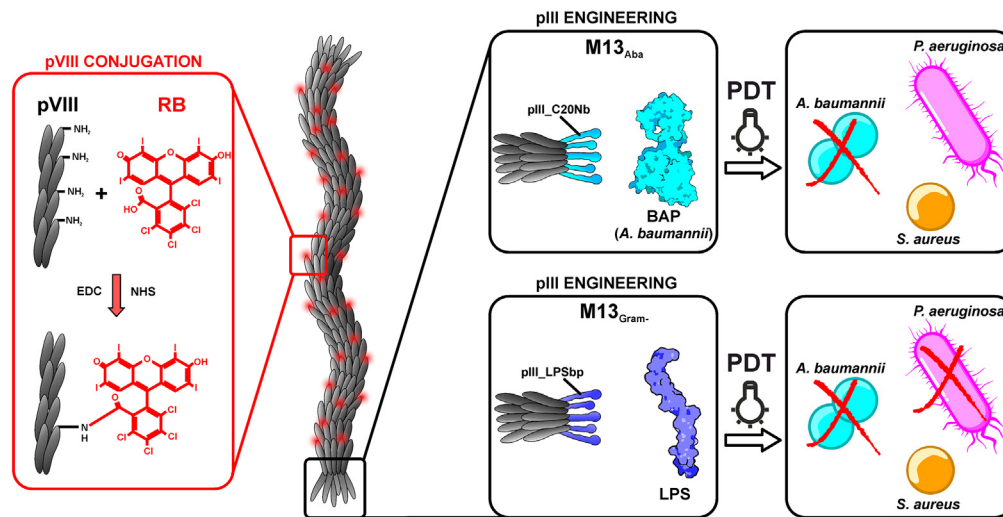 pVIII CONJUGATION
pVIII
RB
NH₂
NH₂
NH₂
NH₂
+
I
I
O
O
OH
I
I
O
HO
Cl
Cl
Cl
Cl
EDC
NHS
I
I
O
O
OH
I
I
O
Cl
Cl
Cl
Cl
N
H
pIII ENGINEERING
M13Aba
pIII_C20Nb
BAP
(A. baumannii)
PDT
P. aeruginosa
A. baumannii
S. aureus
pIII ENGINEERING
M13Gram-
pIII_LPSbp
LPS
PDT
P. aeruginosa
A. baumannii
S. aureus